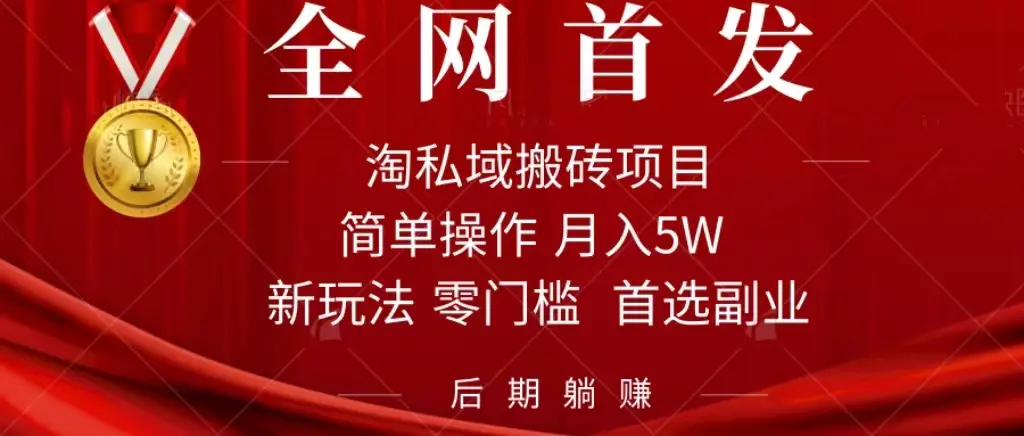 全网首发
淘私域搬砖项目
简单操作 月入5W
新玩法 零门槛 首选副业
后期躺赚